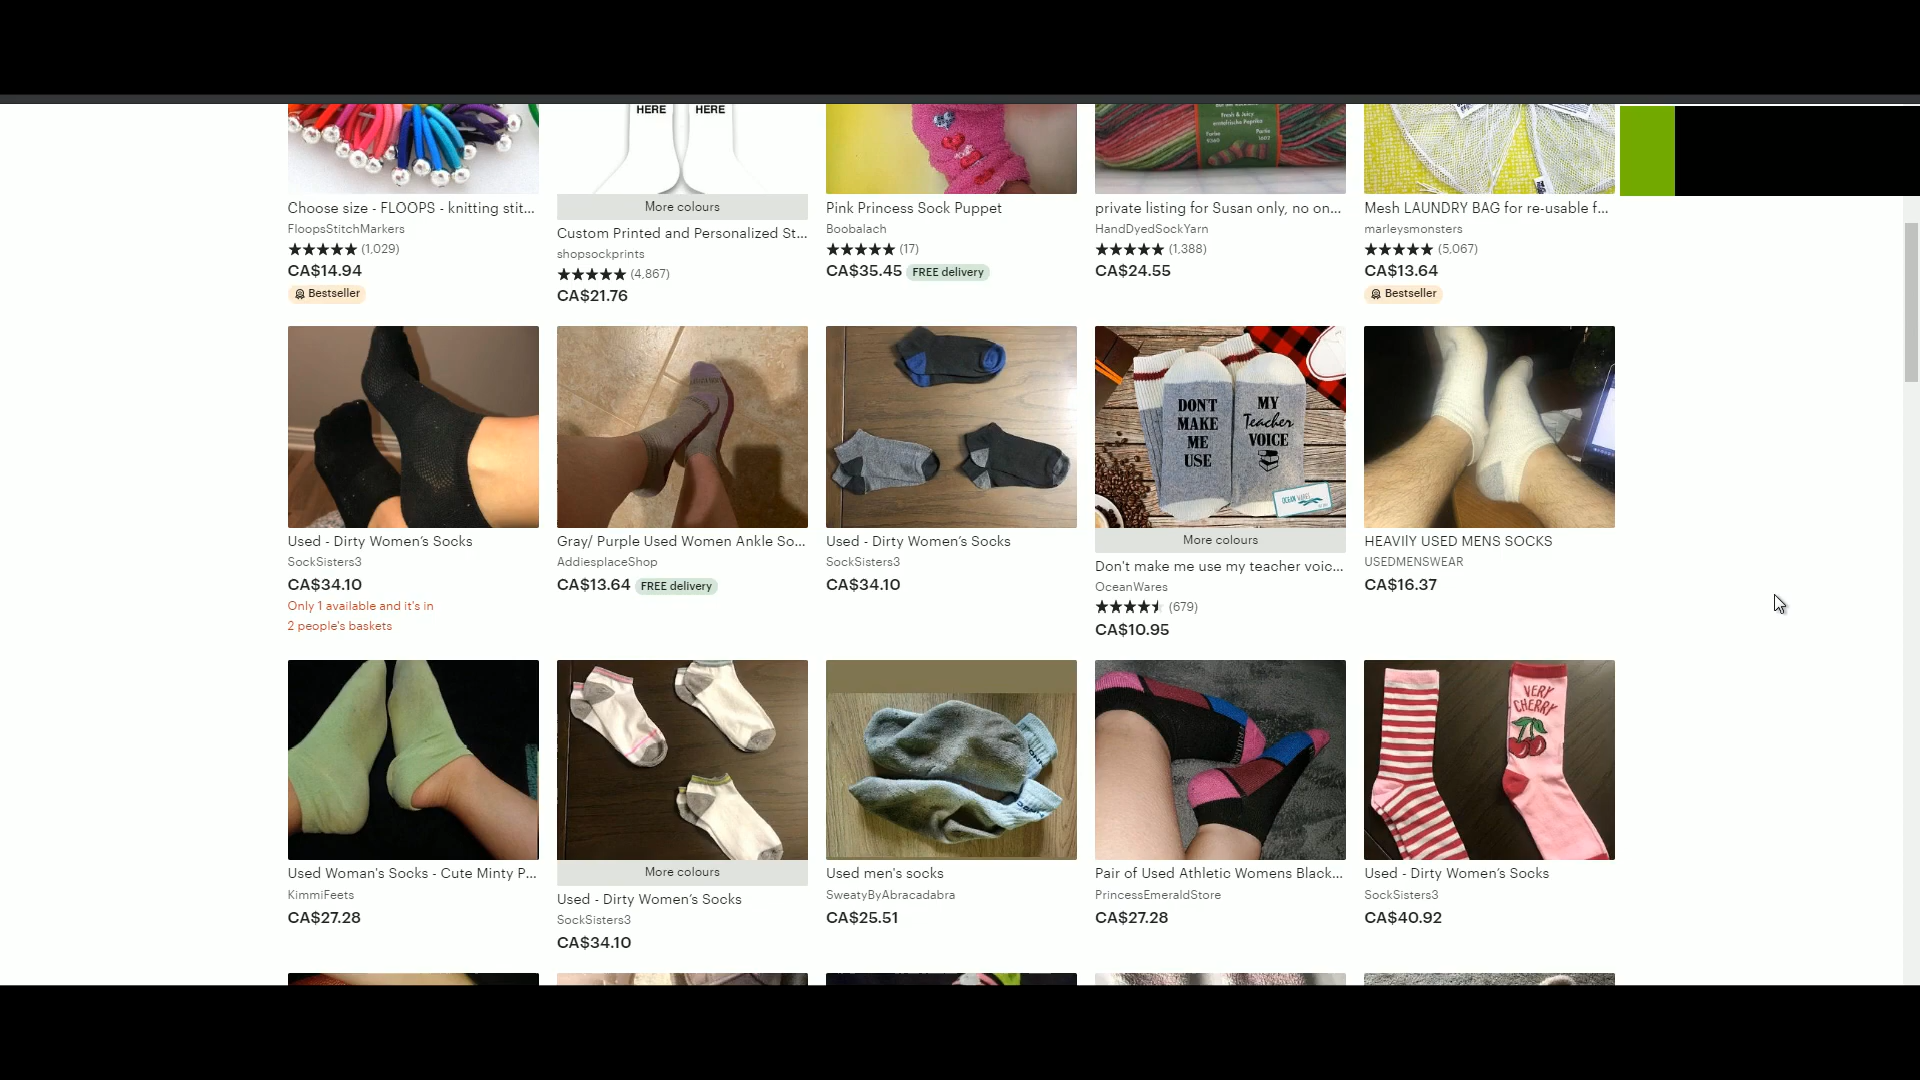 HERE HERE
Fresh & Juicy
Choose size - FLOOPS - knitting stit...
FloopsStitchMarkers
(1,029)
CA$14.94
Bestseller
More colours
Custom Printed and Personalized St...
shopsockprints
(4,867)
CA$21.76
Pink Princess Sock Puppet
Boobalach
(17)
CA$35.45 FREE delivery
private listing for Susan only, no on...
HandDyedSockYarn
(1,388)
CA$24.55
Mesh LAUNDRY BAG for re-usable f...
marleysmonsters
(5,067)
CA$13.64
Bestseller
Used - Dirty Women's Socks
SockSisters3
CA$34.10
Only 1 available and it's in
2 people's baskets
Gray/ Purple Used Women Ankle So...
AddiesplaceShop
CA$13.64 FREE delivery
Used - Dirty Women's Socks
SockSisters3
CA$34.10
DON'T
MAKE
ME
USE
MY
Teacher
VOICE
More colours
Don't make me use my teacher voic...
OceanWares
(679)
CA$10.95
HEAVIlY USED MENS SOCKS
USEDMENSWEAR
CA$16.37
Used Woman's Socks - Cute Minty P...
KimmiFeets
CA$27.28
More colours
Used - Dirty Women's Socks
SockSisters3
CA$34.10
Used men's socks
SweatyByAbracadabra
CA$25.51
Pair of Used Athletic Womens Black...
PrincessEmeraldStore
CA$27.28
VERY
CHERRY
Used - Dirty Women's Socks
SockSisters3
CA$40.92